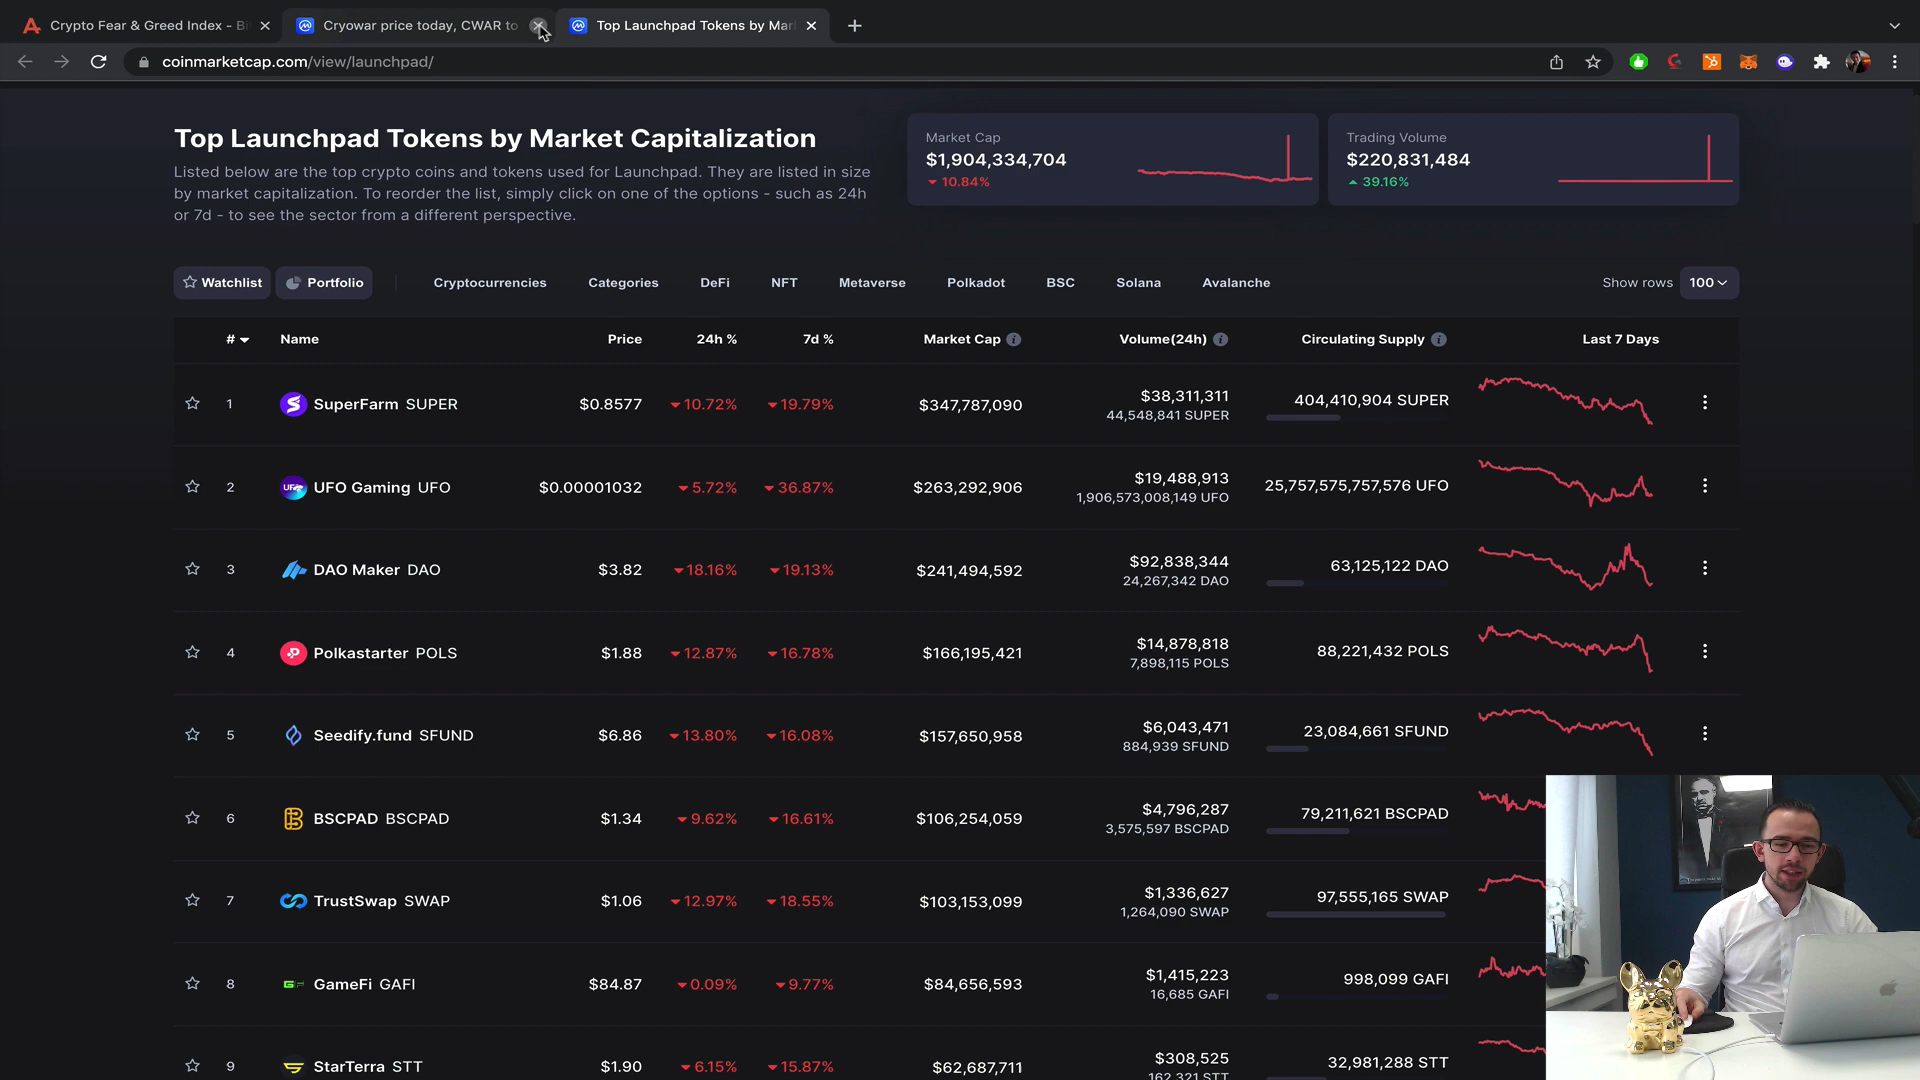 Crypto Fear & Greed Index - Bi
Cryowar price today, CWAR to
Top Launchpad Tokens by Mar
coinmarketcap.com/view/launchpad/
Top Launchpad Tokens by Market Capitalization
Listed below are the top crypto coins and tokens used for Launchpad. They are listed in size
by market capitalization. To reorder the list, simply click on one of the options - such as 24h
or 7d - to see the sector from a different perspective.
Market Cap
$1,904,334,704
10.84%
Trading Volume
$220,831,484
39.16%
Watchlist Portfolio Cryptocurrencies Categories DeFi NFT Metaverse Polkadot BSC Solana Avalanche Show rows 100
# Name Price 24h % 7d % Market Cap Volume(24h) Circulating Supply Last 7 Days
1 SuperFarm SUPER $0.8577 10.72% 19.79% $347,787,090 $38,311,311 404,410,904 SUPER
44,548,841 SUPER
2 UFO Gaming UFO $0.00001032 5.72% 36.87% $263,292,906 $19,488,913 25,757,575,757,576 UFO
1,906,573,008,149 UFO
3 DAO Maker DAO $3.82 18.16% 19.13% $241,494,592 $92,838,344 63,125,122 DAO
24,267,342 DAO
4 Polkastarter POLS $1.88 12.87% 16.78% $166,195,421 $14,878,818 88,221,432 POLS
7,898,115 POLS
5 Seedify.fund SFUND $6.86 13.80% 16.08% $157,650,958 $6,043,471 23,084,661 SFUND
884,939 SFUND
6 BSCPAD BSCPAD $1.34 9.62% 16.61% $106,254,059 $4,796,287 79,211,621 BSCPAD
3,575,597 BSCPAD
7 TrustSwap SWAP $1.06 12.97% 18.55% $103,153,099 $1,336,627 97,555,165 SWAP
1,264,090 SWAP
8 GameFi GAFI $84.87 0.09% 9.77% $84,656,593 $1,415,223 998,099 GAFI
16,685 GAFI
9 StarTerra STT $1.90 6.15% 15.87% $62,687,711 $308,525 32,981,288 STT
162,321 STT